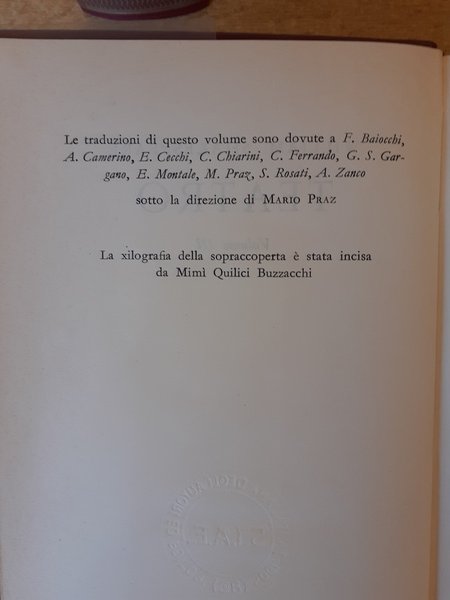 Le traduzioni di questo volume sono dovute a F. Baiocchi,
A. Camerino, E. Cecchi, C. Chiarini, C. Ferrando, G. S. Gar-
gano, E. Montale, M. Praz, S. Rosati, A. Zanco
sotto la direzione di MARIO PRAZ
La xilografia della sopraccoperta è stata incisa
da Mimì Quilici Buzzacchi
S.I.A.E.